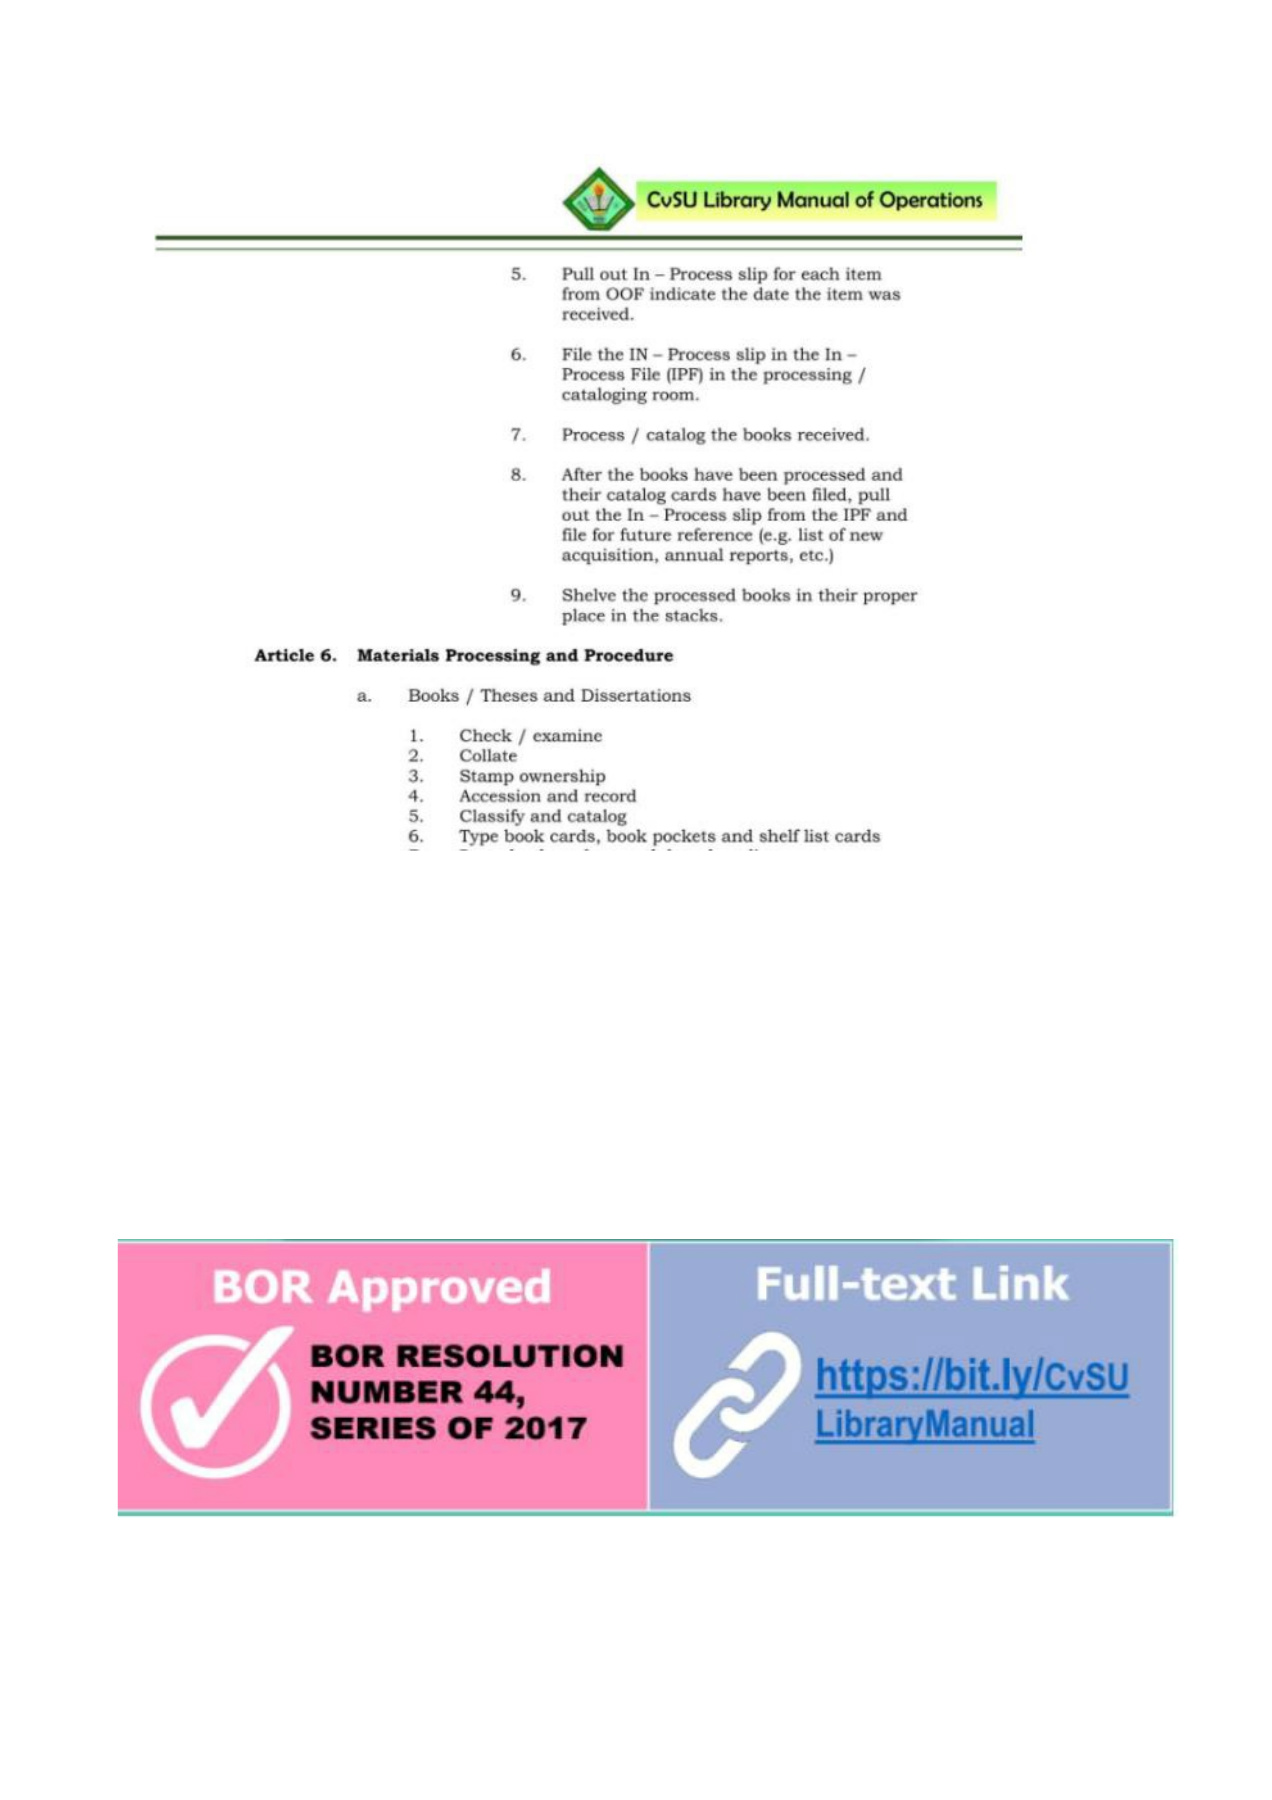 CvSU Library Manual of Operations
5. Pull out In – Process slip for each item
from OOF indicate the date the item was
received.
6. File the IN – Process slip in the In –
Process File (IPF) in the processing /
cataloging room.
7. Process / catalog the books received.
8. After the books have been processed and
their catalog cards have been filed, pull
out the In – Process slip from the IPF and
file for future reference (e.g. list of new
acquisition, annual reports, etc.)
9. Shelve the processed books in their proper
place in the stacks.
Article 6. Materials Processing and Procedure
a. Books / Theses and Dissertations
1. Check / examine
2. Collate
3. Stamp ownership
4. Accession and record
5. Classify and catalog
6. Type book cards, book pockets and shelf list cards
BOR Approved
BOR RESOLUTION
NUMBER 44,
SERIES OF 2017
Full-text Link
https://bit.ly/CvSU
LibraryManual